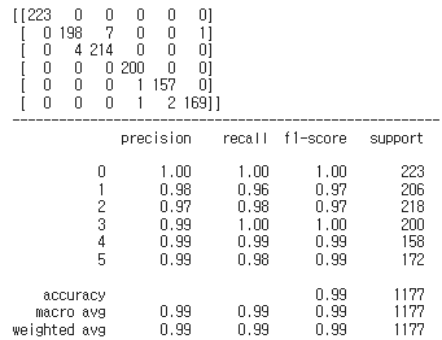 [[223 0 0 0 0 0]
[ 0 198 7 0 0 1]
[ 0 4 214 0 0 0]
[ 0 0 0 200 0 0]
[ 0 0 0 1 157 0]
[ 0 0 0 1 2 169]]
------------------------------------------------------
precision recall f1-score support
0 1.00 1.00 1.00 223
1 0.98 0.96 0.97 206
2 0.97 0.98 0.97 218
3 0.99 1.00 1.00 200
4 0.99 0.99 0.99 158
5 0.99 0.98 0.99 172
accuracy 0.99 1177
macro avg 0.99 0.99 0.99 1177
weighted avg 0.99 0.99 0.99 1177